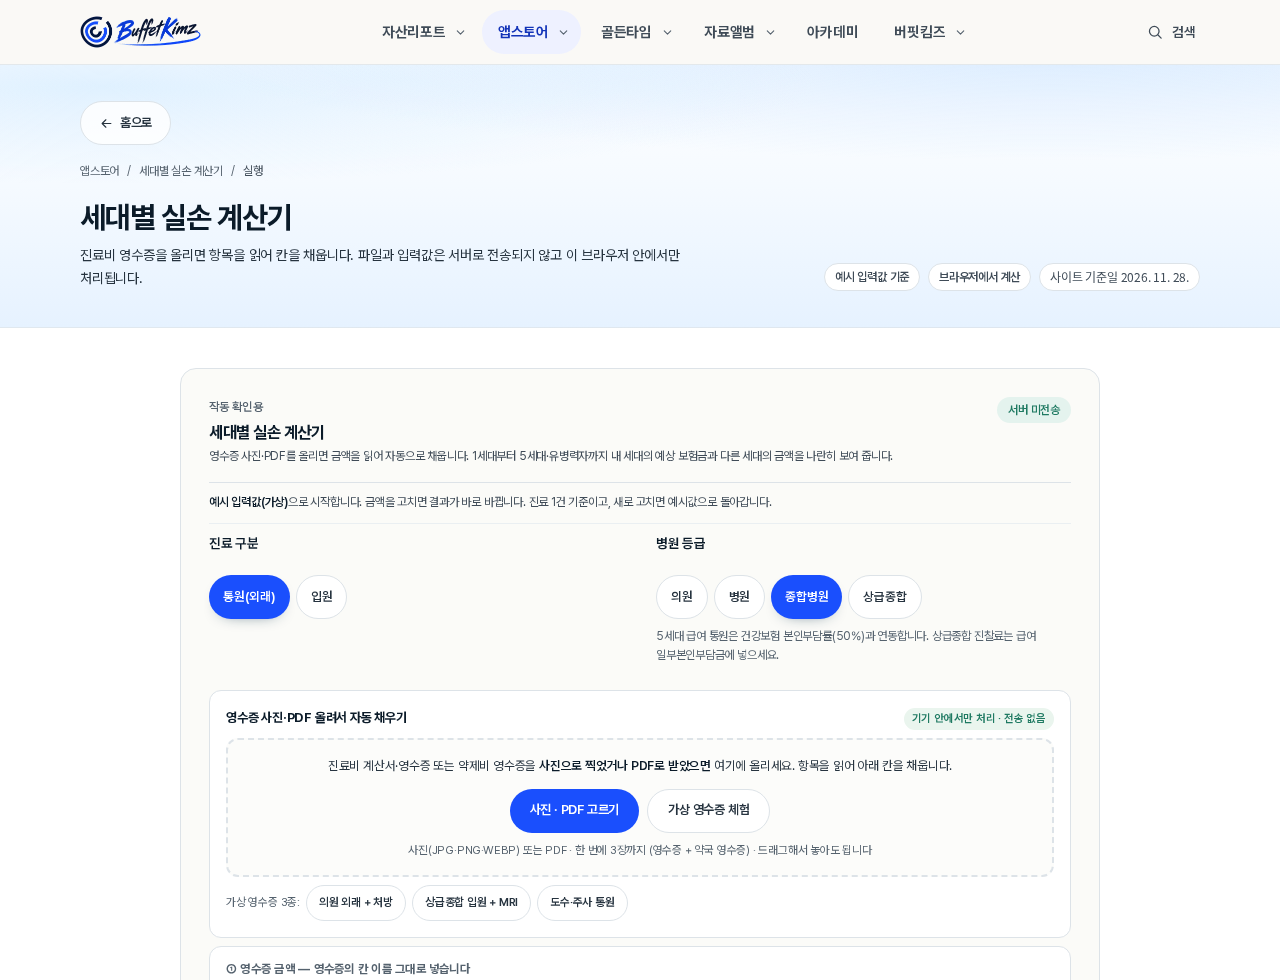 BuffetKimz
자산리포트
앱스토어
골든타임
자료앨범
아카데미
버핏킴즈
검색
← 홈으로
앱스토어 / 세대별 실손 계산기 / 실행
세대별 실손 계산기
진료비 영수증을 올리면 항목을 읽어 칸을 채웁니다. 파일과 입력값은 서버로 전송되지 않고 이 브라우저 안에서만
처리됩니다.
예시 입력값 기준
브라우저에서 계산
사이트 기준일 2026. 11. 28.
작동 확인용
서버 미전송
세대별 실손 계산기
영수증 사진·PDF를 올리면 금액을 읽어 자동으로 채웁니다. 1세대부터 5세대·유병력자까지 내 세대의 예상 보험금과 다른 세대의 금액을 나란히 보여 줍니다.
예시 입력값(가상)으로 시작합니다. 금액을 고치면 결과가 바로 바뀝니다. 진료 1건 기준이고, 새로 고치면 예시값으로 돌아갑니다.
진료 구분
병원 등급
통원(외래)
입원
의원
병원
종합병원
상급종합
5세대 급여 통원은 건강보험 본인부담률(50%)과 연동합니다. 상급종합 진찰료는 급여
일부본인부담금에 넣으세요.
영수증 사진·PDF 올려서 자동 채우기
기기 안에서만 처리 · 전송 없음
진료비 계산서·영수증 또는 약제비 영수증을 사진으로 찍었거나 PDF로 받았으면 여기에 올리세요. 항목을 읽어 아래 칸을 채웁니다.
사진 · PDF 고르기
가상 영수증 체험
사진(JPG·PNG·WEBP) 또는 PDF · 한 번에 3장까지 (영수증 + 약국 영수증) · 드래그해서 놓아도 됩니다
가상 영수증 3종:
의원 외래 + 처방
상급종합 입원 + MRI
도수·주사 통원
① 영수증 금액 — 영수증의 칸 이름 그대로 넣습니다